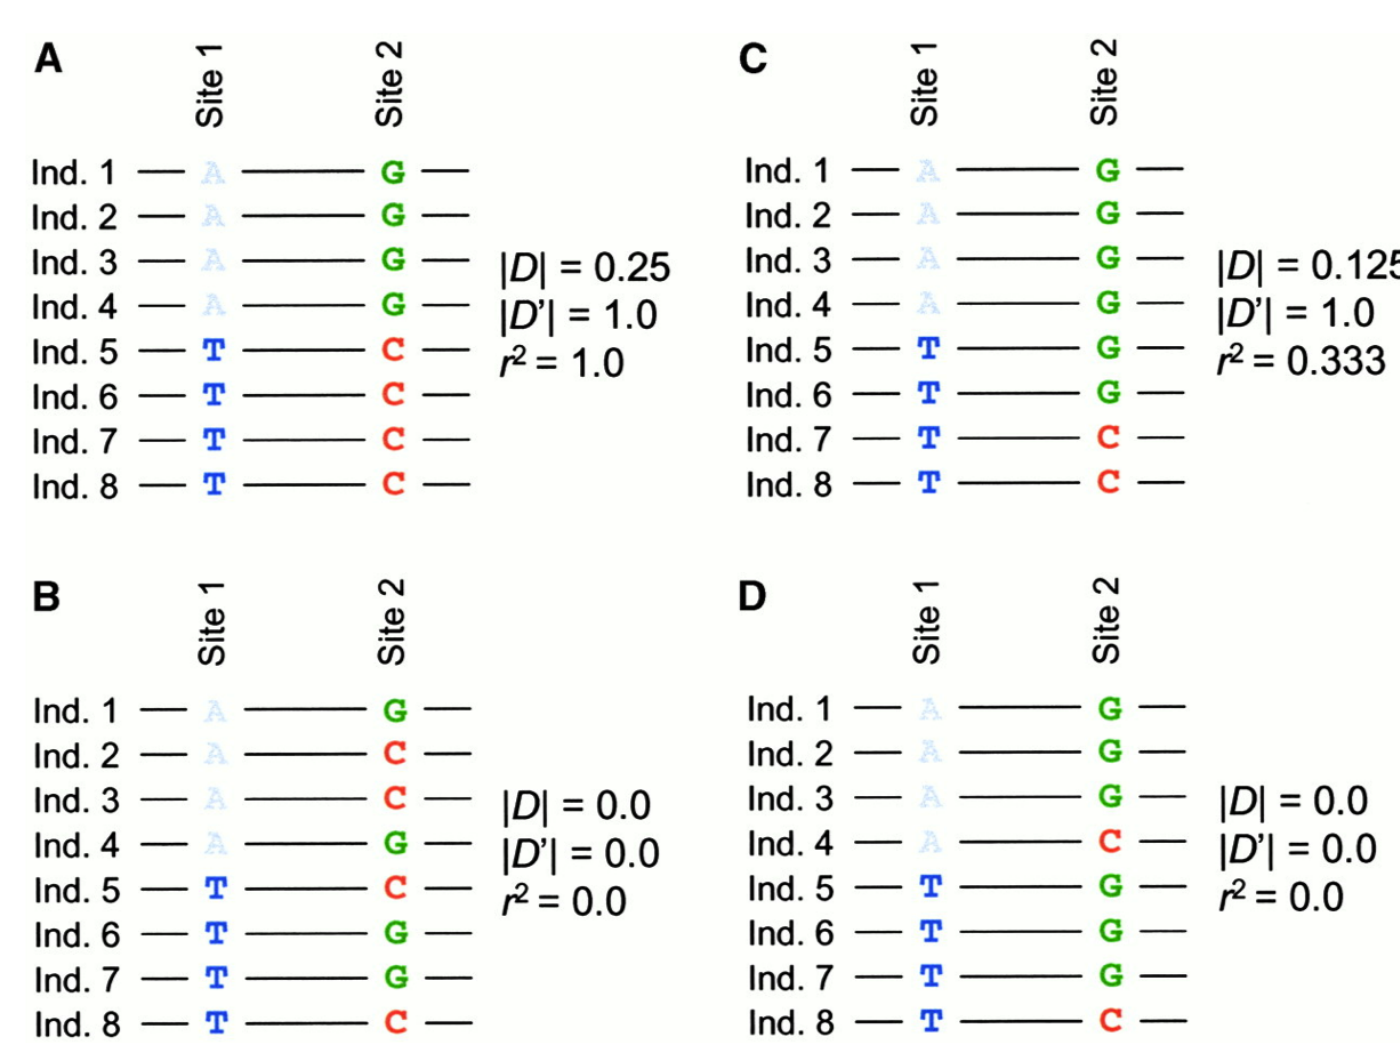 A
Site 1 Site 2
Ind. 1 A G
Ind. 2 A G
Ind. 3 A G
Ind. 4 A G
Ind. 5 T C
Ind. 6 T C
Ind. 7 T C
Ind. 8 T C
|D| = 0.25
|D’| = 1.0
r² = 1.0
B
Site 1 Site 2
Ind. 1 A G
Ind. 2 A C
Ind. 3 A C
Ind. 4 A G
Ind. 5 T C
Ind. 6 T G
Ind. 7 T G
Ind. 8 T C
|D| = 0.0
|D’| = 0.0
r² = 0.0
C
Site 1 Site 2
Ind. 1 A G
Ind. 2 A G
Ind. 3 A G
Ind. 4 A G
Ind. 5 T G
Ind. 6 T G
Ind. 7 T C
Ind. 8 T C
|D| = 0.125
|D’| = 1.0
r² = 0.333
D
Site 1 Site 2
Ind. 1 A G
Ind. 2 A G
Ind. 3 A G
Ind. 4 A C
Ind. 5 T G
Ind. 6 T G
Ind. 7 T G
Ind. 8 T C
|D| = 0.0
|D’| = 0.0
r² = 0.0